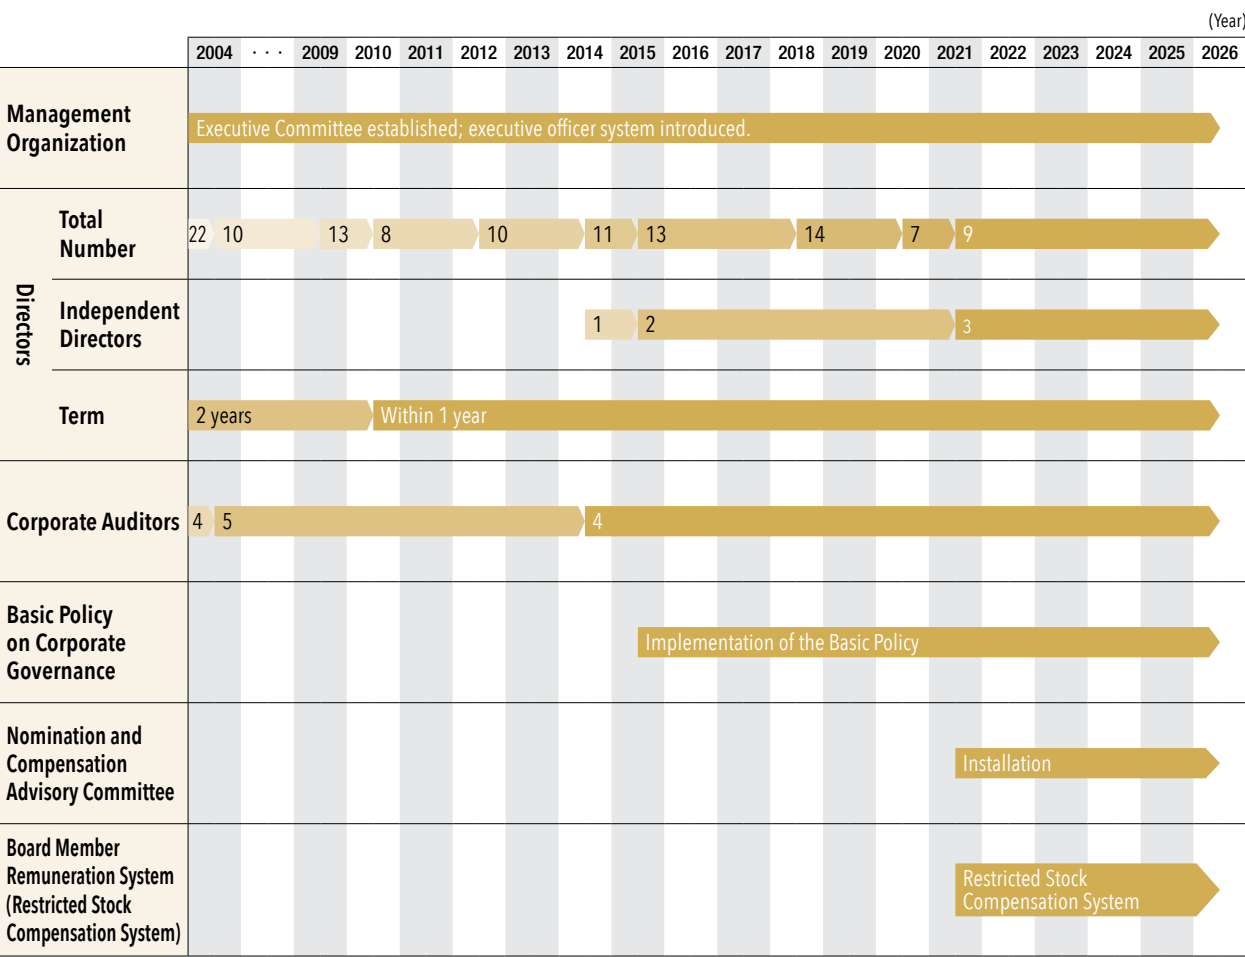 (Year)
2004 · · · 2009 2010 2011 2012 2013 2014 2015 2016 2017 2018 2019 2020 2021 2022 2023 2024 2025 2026
Management
Organization
Executive Committee established; executive officer system introduced.
Directors
Total
Number
22 10 13 8 10 11 13 14 7 9
Independent
Directors
1 2 3
Term
2 years Within 1 year
Corporate Auditors
4 5 4
Basic Policy
on Corporate
Governance
Implementation of the Basic Policy
Nomination and
Compensation
Advisory Committee
Installation
Board Member
Remuneration System
(Restricted Stock
Compensation System)
Restricted Stock
Compensation System